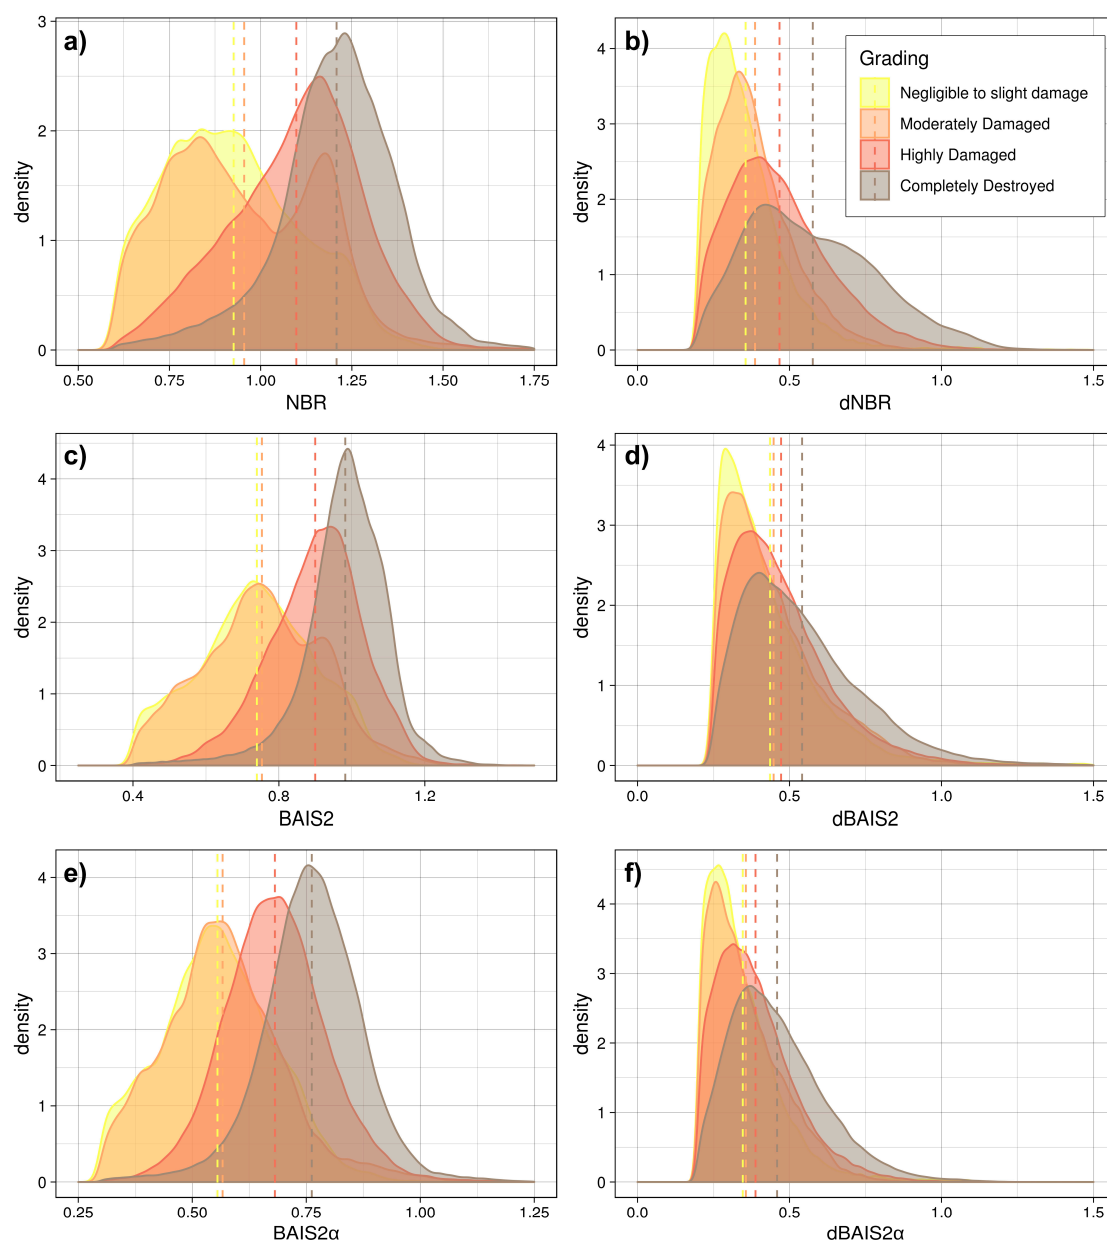 a)
density
3
2
1
0
0.50 0.75 1.00 1.25 1.50 1.75
NBR
b)
density
4
3
2
1
0
0.0 0.5 1.0 1.5
dNBR
Grading
Negligible to slight damage
Moderately Damaged
Highly Damaged
Completely Destroyed
c)
density
4
3
2
1
0
0.4 0.8 1.2
BAIS2
d)
density
4
3
2
1
0
0.0 0.5 1.0 1.5
dBAIS2
e)
density
4
3
2
1
0
0.25 0.50 0.75 1.00 1.25
BAIS2α
f)
density
4
3
2
1
0
0.0 0.5 1.0 1.5
dBAIS2α